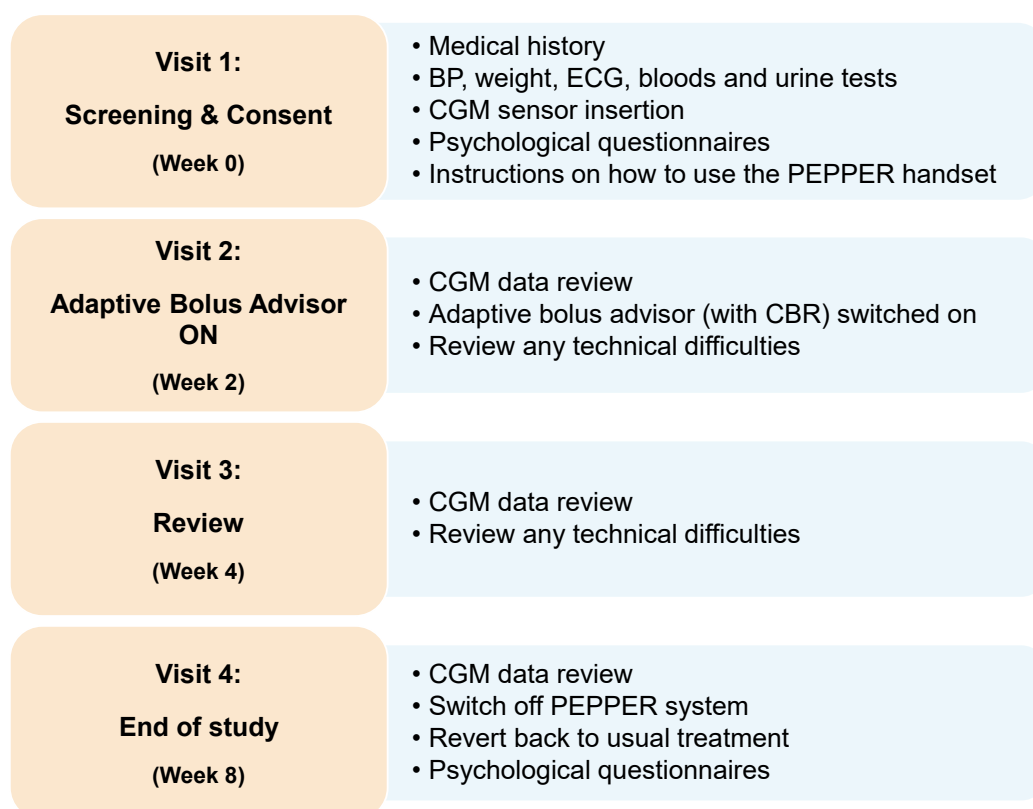 Visit 1:
Screening & Consent
(Week 0)
• Medical history
• BP, weight, ECG, bloods and urine tests
• CGM sensor insertion
• Psychological questionnaires
• Instructions on how to use the PEPPER handset
Visit 2:
Adaptive Bolus Advisor
ON
(Week 2)
• CGM data review
• Adaptive bolus advisor (with CBR) switched on
• Review any technical difficulties
Visit 3:
Review
(Week 4)
• CGM data review
• Review any technical difficulties
Visit 4:
End of study
(Week 8)
• CGM data review
• Switch off PEPPER system
• Revert back to usual treatment
• Psychological questionnaires